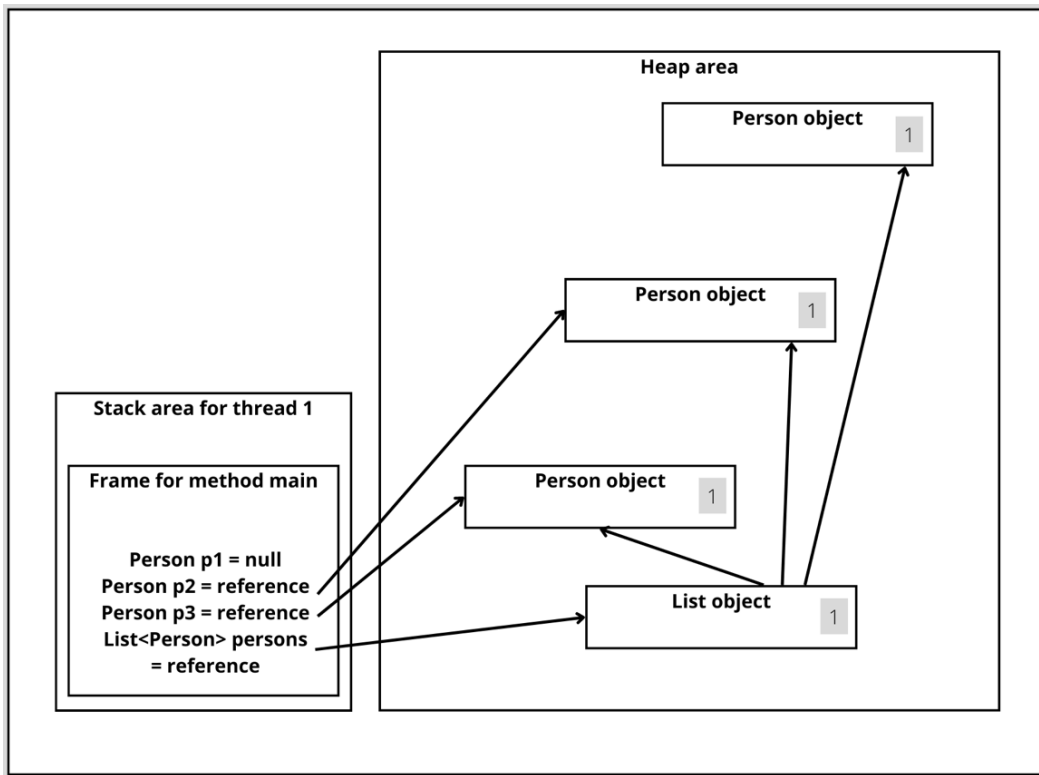 Heap area
Person object
1
Person object
1
Stack area for thread 1
Frame for method main
Person object
1
Person p1 = null
Person p2 = reference
Person p3 = reference
List<Person> persons
= reference
List object
1